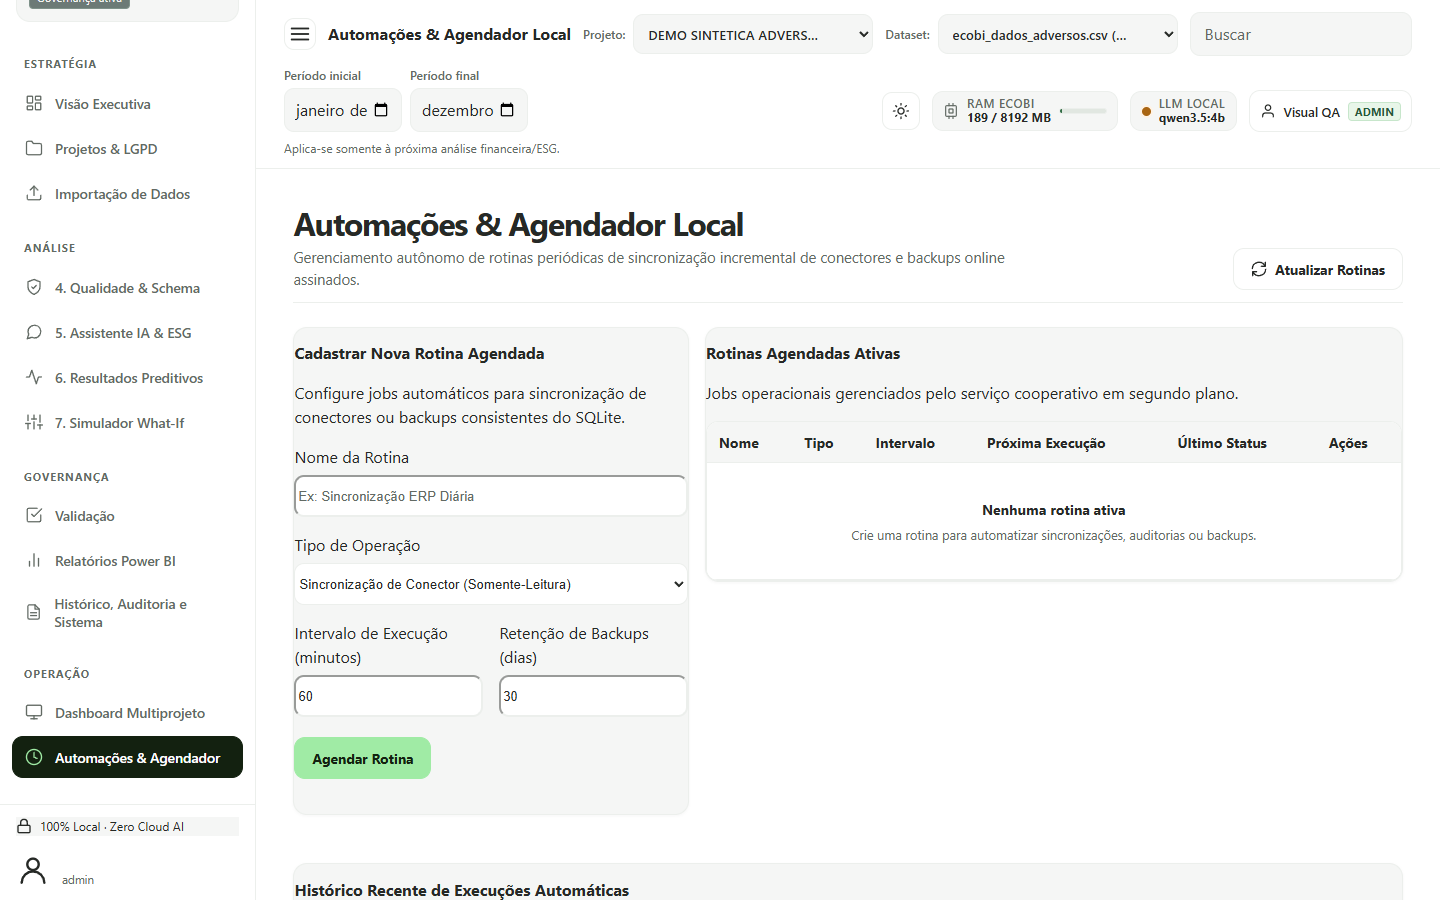 Governança ativa
ESTRATÉGIA
Visão Executiva
Projetos & LGPD
Importação de Dados
ANÁLISE
4. Qualidade & Schema
5. Assistente IA & ESG
6. Resultados Preditivos
7. Simulador What-If
GOVERNANÇA
Validação
Relatórios Power BI
Histórico, Auditoria e
Sistema
OPERAÇÃO
Dashboard Multiprojeto
Automações & Agendador
100% Local · Zero Cloud AI
admin
Automações & Agendador Local
Projeto:
DEMO SINTETICA ADVERS...
Dataset:
ecobi_dados_adversos.csv (...
Buscar
Período inicial
Período final
janeiro de
dezembro
Aplica-se somente à próxima análise financeira/ESG.
RAM ECOBI
189 / 8192 MB
LLM LOCAL
qwen3.5:4b
Visual QA
ADMIN
Automações & Agendador Local
Gerenciamento autônomo de rotinas periódicas de sincronização incremental de conectores e backups online
assinados.
Atualizar Rotinas
Cadastrar Nova Rotina Agendada
Configure jobs automáticos para sincronização de
conectores ou backups consistentes do SQLite.
Nome da Rotina
Ex: Sincronização ERP Diária
Tipo de Operação
Sincronização de Conector (Somente-Leitura)
Intervalo de Execução
(minutos)
Retenção de Backups
(dias)
60
30
Agendar Rotina
Rotinas Agendadas Ativas
Jobs operacionais gerenciados pelo serviço cooperativo em segundo plano.
Nome Tipo Intervalo Próxima Execução Último Status Ações
Nenhuma rotina ativa
Crie uma rotina para automatizar sincronizações, auditorias ou backups.
Histórico Recente de Execuções Automáticas